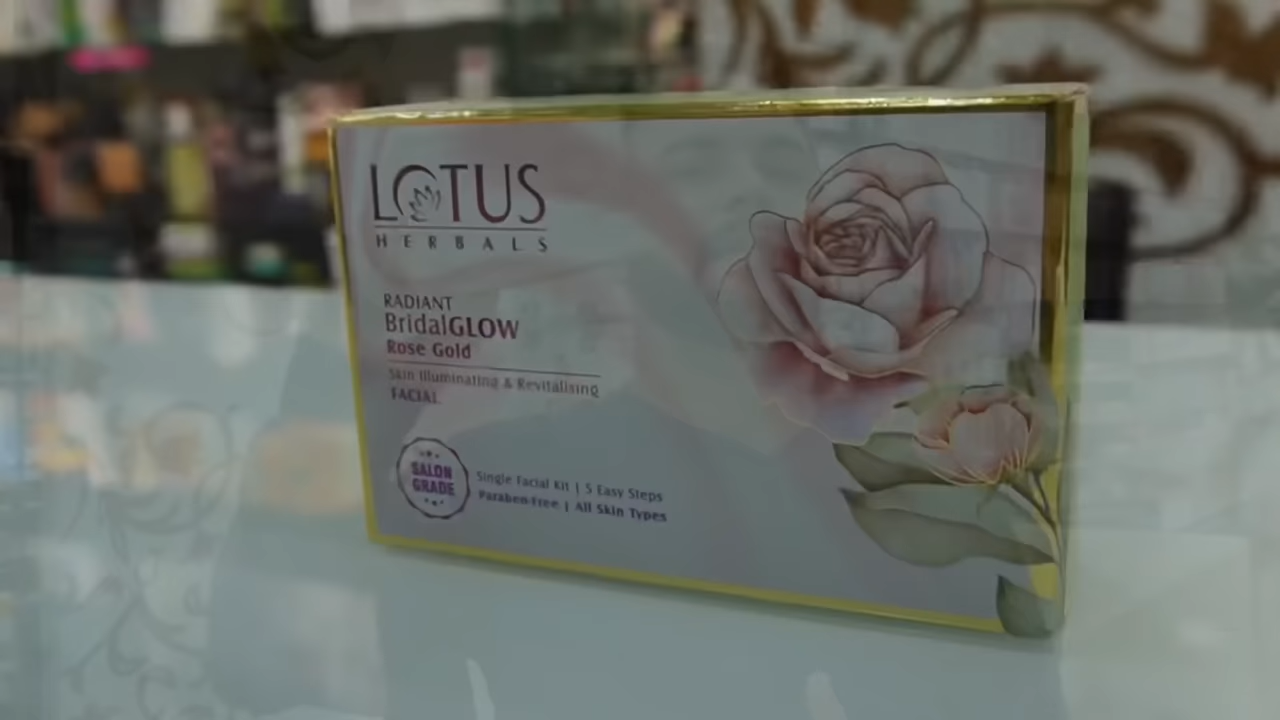 LOTUS
HERBALS
RADIANT
BridalGLOW
Rose Gold
Skin Illuminating & Revitalising
FACIAL
SALON
GRADE
Single Facial Kit | 5 Easy Steps
Paraben-Free | All Skin Types